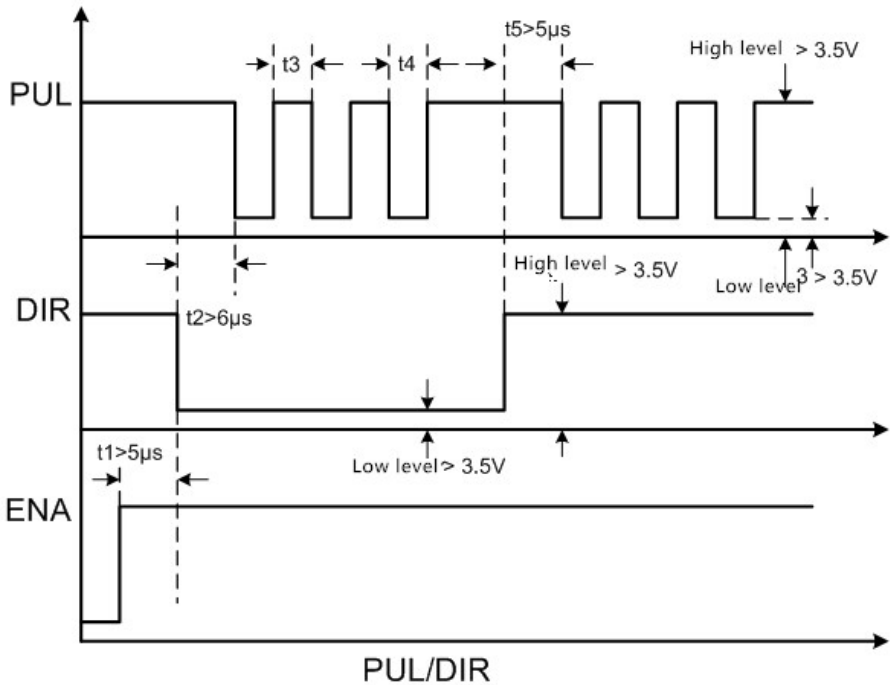 t5>5µs
High level > 3.5V
t3
t4
PUL
High level > 3.5V
Low level 3 > 3.5V
DIR
t2>6µs
t1>5µs
Low level > 3.5V
ENA
PUL/DIR